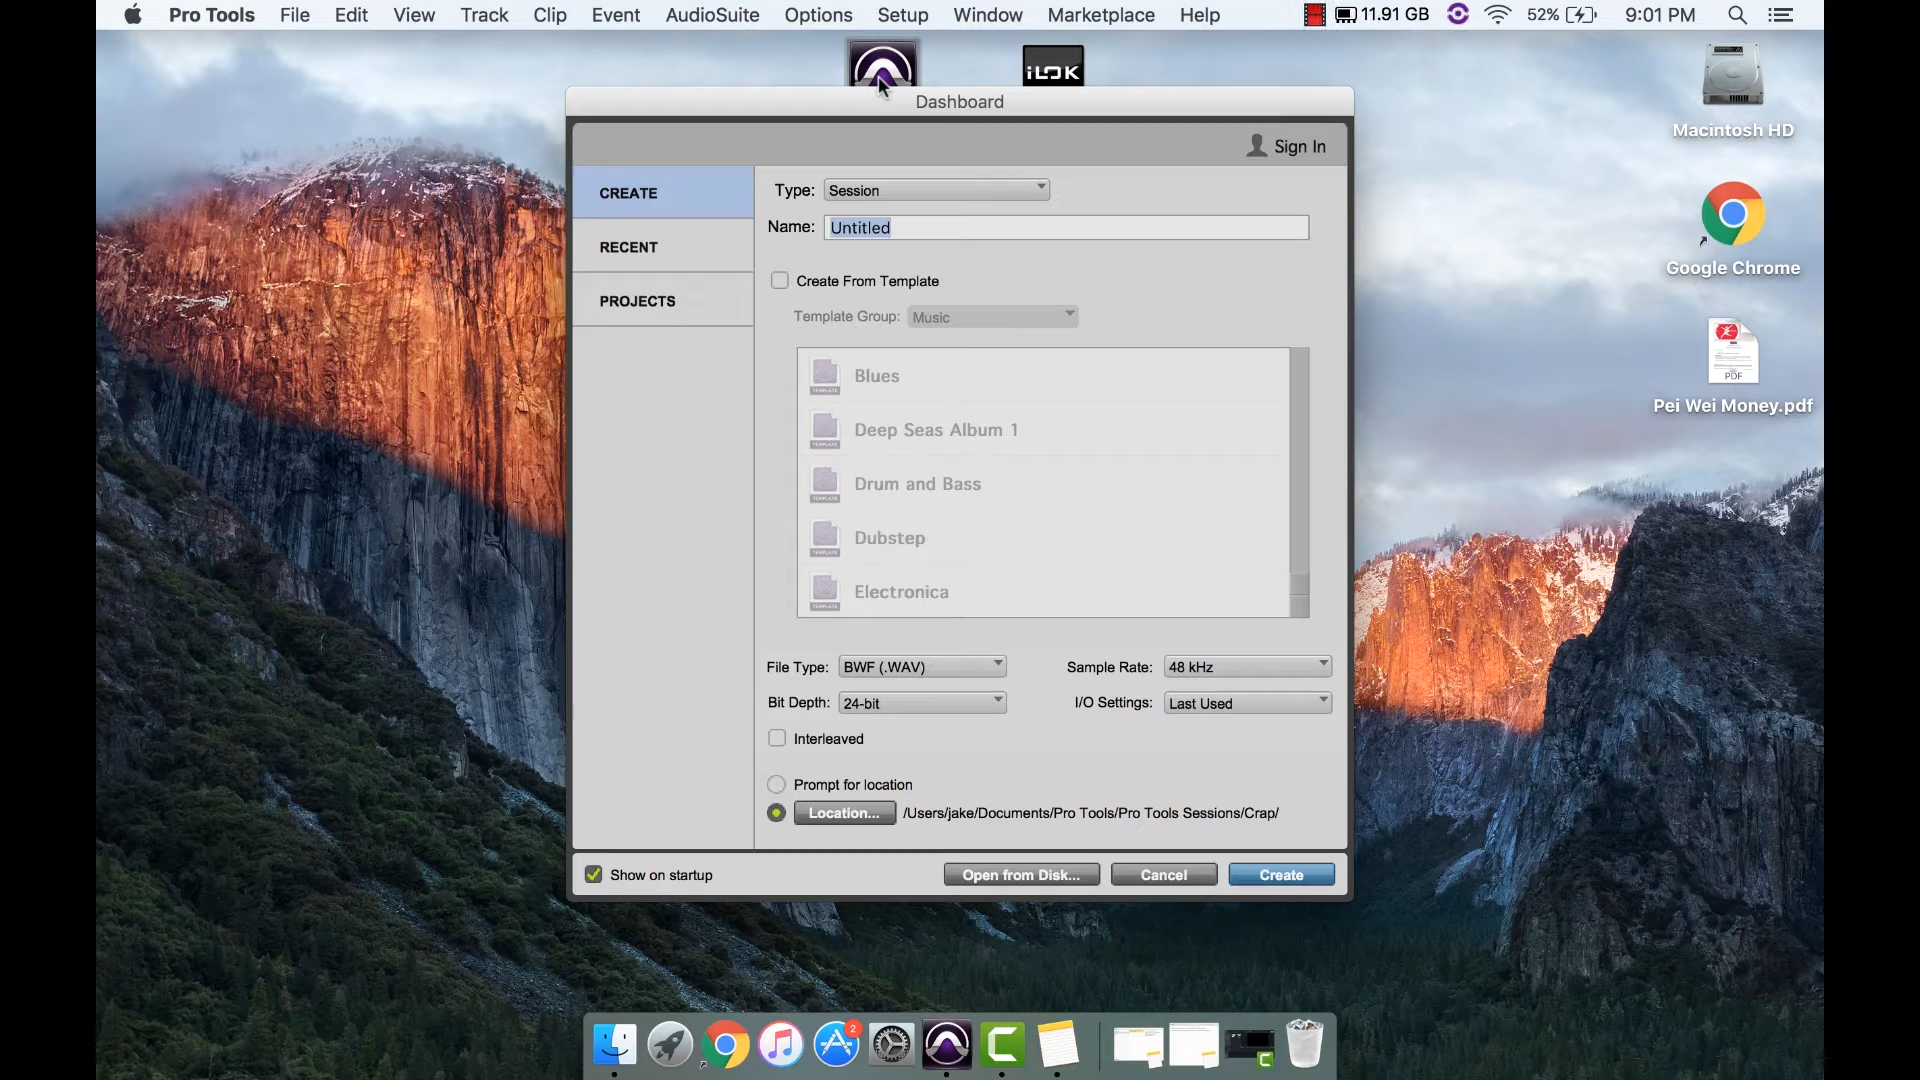 Pro Tools File Edit View Track Clip Event AudioSuite Options Setup Window Marketplace Help 11.91 GB 52% 9:01 PM
iLOK
Dashboard
Macintosh HD
Sign In
CREATE
Type: Session
Name: Untitled
RECENT
Google Chrome
Create From Template
PROJECTS
Template Group: Music
PDF
Pei Wei Money.pdf
TEMPLATE Blues
TEMPLATE Deep Seas Album 1
TEMPLATE Drum and Bass
TEMPLATE Dubstep
TEMPLATE Electronica
File Type: BWF (.WAV) Sample Rate: 48 kHz
Bit Depth: 24-bit I/O Settings: Last Used
Interleaved
Prompt for location
Location... /Users/jake/Documents/Pro Tools/Pro Tools Sessions/Crap/
Show on startup Open from Disk... Cancel Create
2